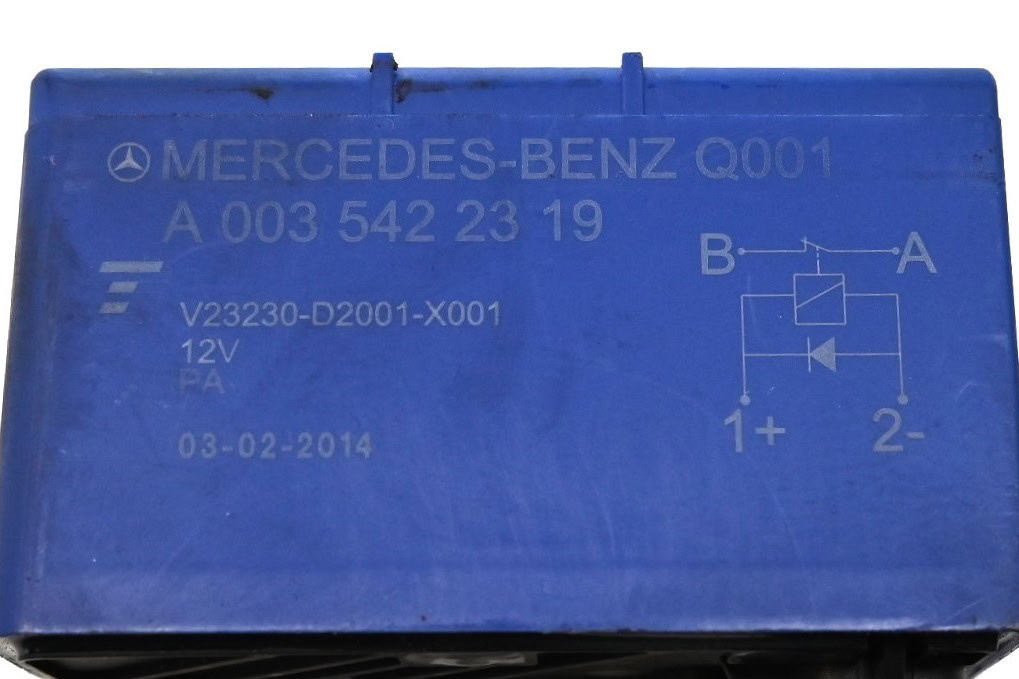 MERCEDES-BENZ Q001
A 003 542 23 19
V23230-D2001-X001
12V
PA
03-02-2014
B A
1+ 2-